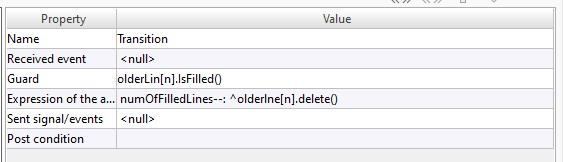 Property Value
Name Transition
Received event <null>
Guard olderLin[n].IsFilled()
Expression of the a... numOfFilledLines--: ^olderlne[n].delete()
Sent signal/events <null>
Post condition